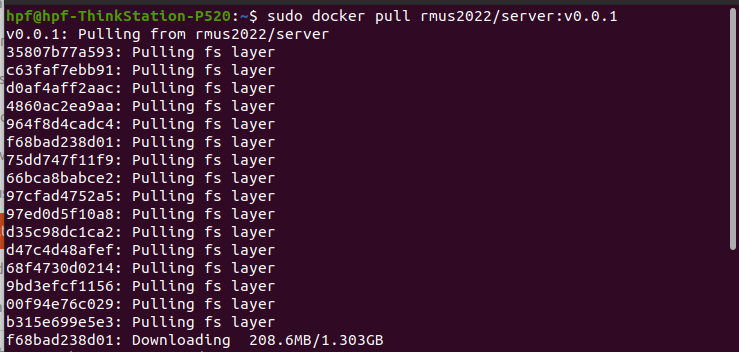 hpf@hpf-ThinkStation-P520:~$ sudo docker pull rmus2022/server:v0.0.1
v0.0.1: Pulling from rmus2022/server
35807b77a593: Pulling fs layer
c63faf7ebb91: Pulling fs layer
d0af4aff2aac: Pulling fs layer
4860ac2ea9aa: Pulling fs layer
964f8d4cadc4: Pulling fs layer
f68bad238d01: Pulling fs layer
75dd747f11f9: Pulling fs layer
66bca8babce2: Pulling fs layer
97cfad4752a5: Pulling fs layer
97ed0d5f10a8: Pulling fs layer
d35c98dc1ca2: Pulling fs layer
d47c4d48afef: Pulling fs layer
68f4730d0214: Pulling fs layer
9bd3efcf1156: Pulling fs layer
00f94e76c029: Pulling fs layer
b315e699e5e3: Pulling fs layer
f68bad238d01: Downloading  208.6MB/1.303GB